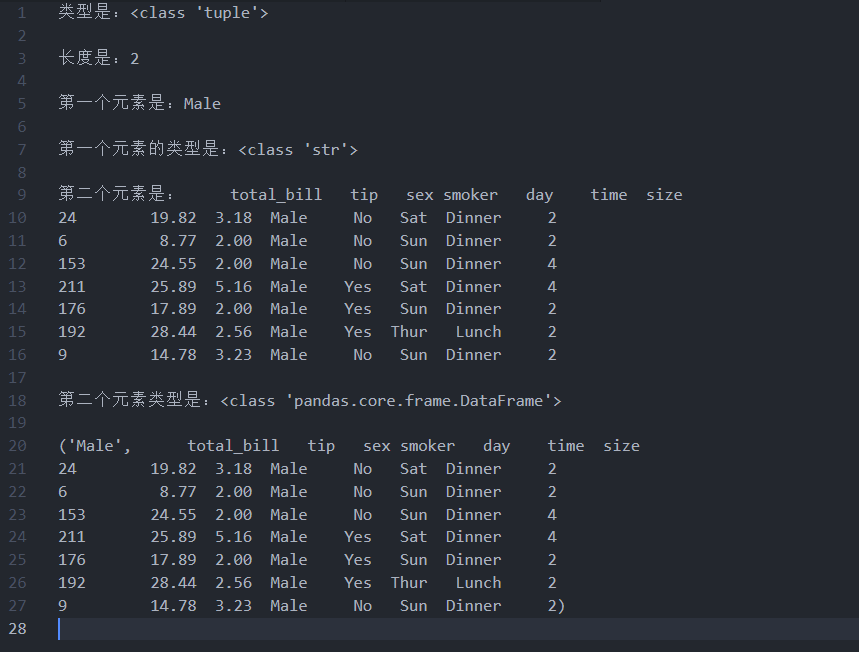 1 类型是：<class 'tuple'>
2
3 长度是：2
4
5 第一个元素是：Male
6
7 第一个元素的类型是：<class 'str'>
8
9 第二个元素是：      total_bill   tip   sex smoker   day    time  size
10 24        19.82  3.18  Male     No   Sat  Dinner     2
11 6          8.77  2.00  Male     No   Sun  Dinner     2
12 153       24.55  2.00  Male     No   Sun  Dinner     4
13 211       25.89  5.16  Male    Yes   Sat  Dinner     4
14 176       17.89  2.00  Male    Yes   Sun  Dinner     2
15 192       28.44  2.56  Male    Yes  Thur   Lunch     2
16 9         14.78  3.23  Male     No   Sun  Dinner     2
17
18 第二个元素类型是：<class 'pandas.core.frame.DataFrame'>
19
20 ('Male',      total_bill   tip   sex smoker   day    time  size
21 24        19.82  3.18  Male     No   Sat  Dinner     2
22 6          8.77  2.00  Male     No   Sun  Dinner     2
23 153       24.55  2.00  Male     No   Sun  Dinner     4
24 211       25.89  5.16  Male    Yes   Sat  Dinner     4
25 176       17.89  2.00  Male    Yes   Sun  Dinner     2
26 192       28.44  2.56  Male    Yes  Thur   Lunch     2
27 9         14.78  3.23  Male     No   Sun  Dinner     2)
28